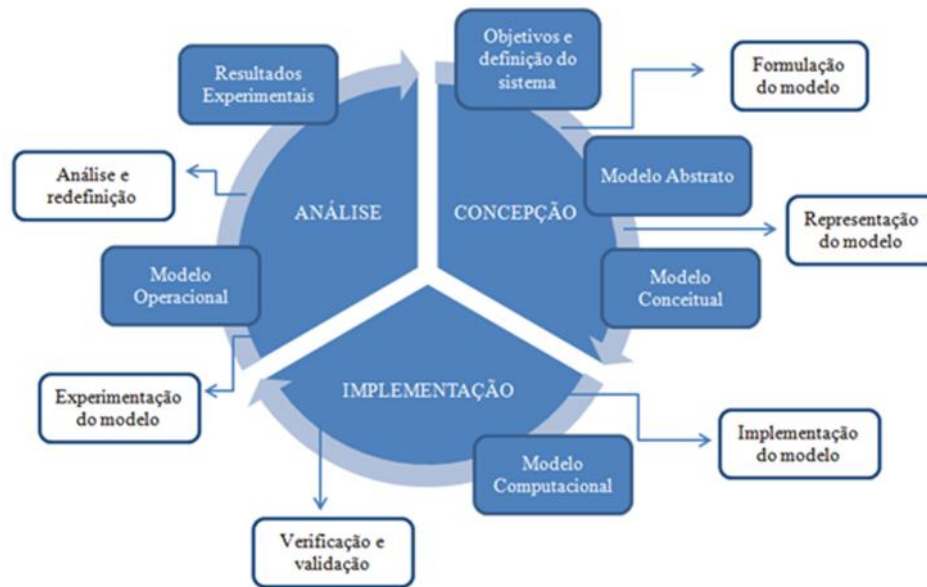 Objetivos e
definição do
sistema
Formulação
do modelo
Modelo Abstrato
CONCEPÇÃO
Representação
do modelo
Modelo
Conceitual
Implementação
do modelo
IMPLEMENTAÇÃO
Modelo
Computacional
Verificação e
validação
Experimentação
do modelo
Modelo
Operacional
ANÁLISE
Análise e
redefinição
Resultados
Experimentais